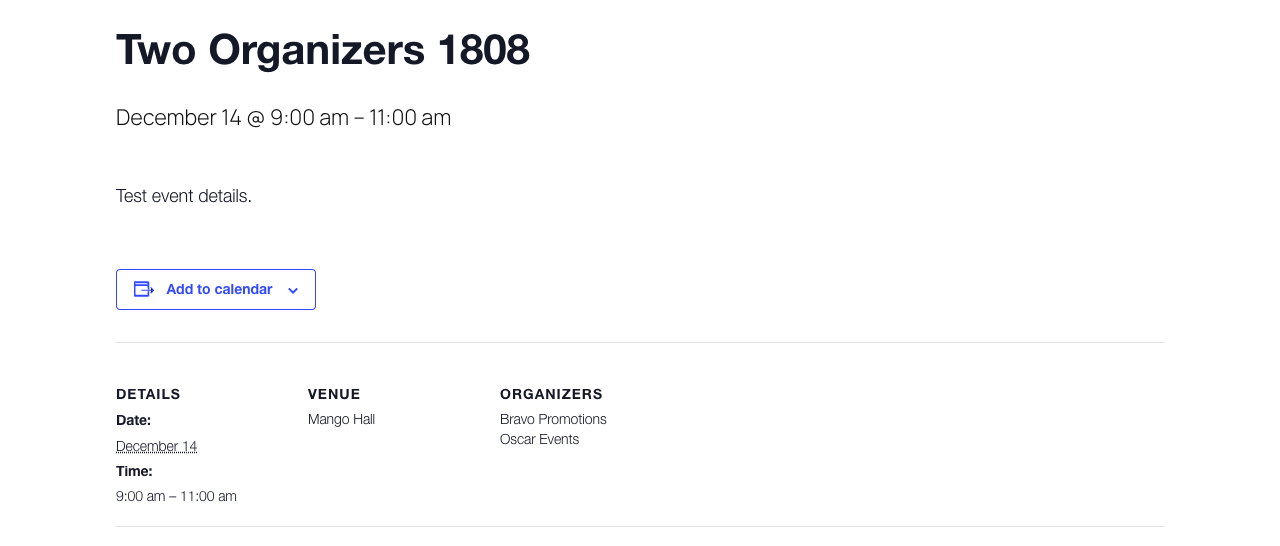 Two Organizers 1808
December 14 @ 9:00 am – 11:00 am
Test event details.
Add to calendar
DETAILS
Date:
December 14
Time:
9:00 am – 11:00 am
VENUE
Mango Hall
ORGANIZERS
Bravo Promotions
Oscar Events